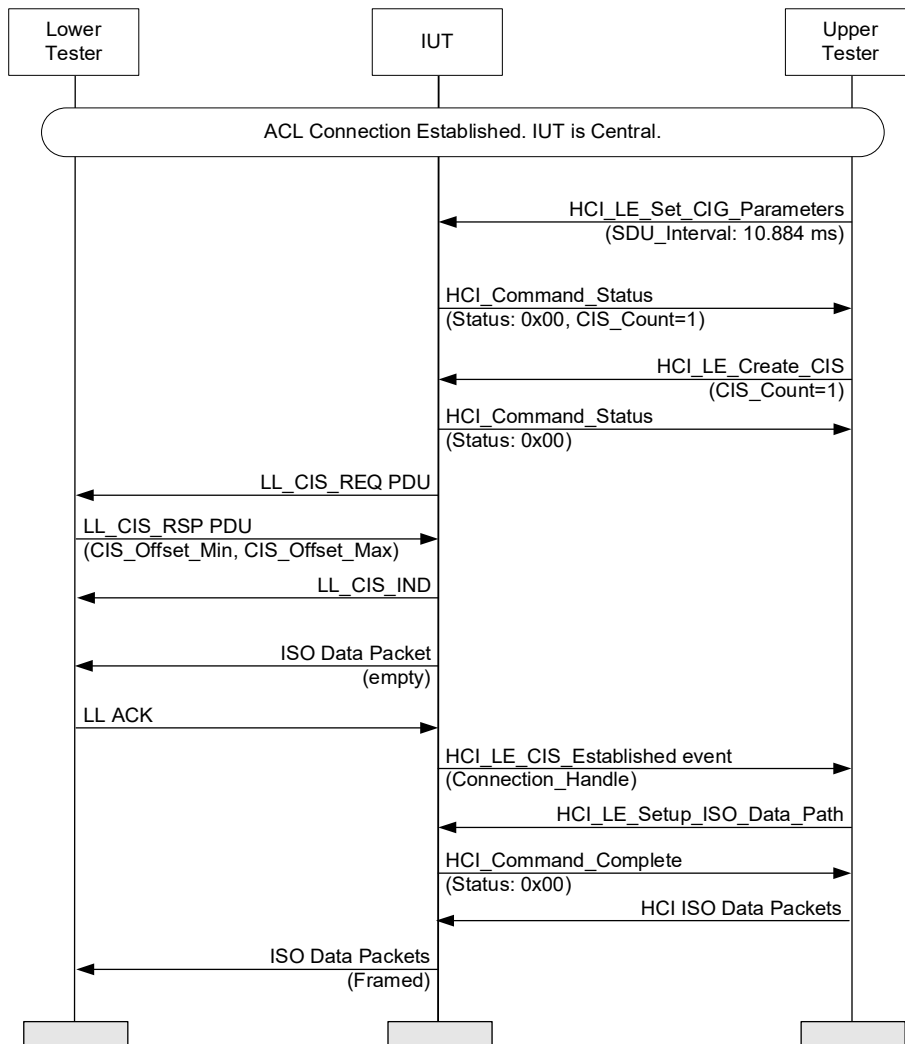 Lower
Tester
IUT
Upper
Tester
ACL Connection Established. IUT is Central.
HCI_LE_Set_CIG_Parameters
(SDU_Interval: 10.884 ms)
HCI_Command_Status
(Status: 0x00, CIS_Count=1)
HCI_LE_Create_CIS
(CIS_Count=1)
HCI_Command_Status
(Status: 0x00)
LL_CIS_REQ PDU
LL_CIS_RSP PDU
(CIS_Offset_Min, CIS_Offset_Max)
LL_CIS_IND
ISO Data Packet
(empty)
LL ACK
HCI_LE_CIS_Established event
(Connection_Handle)
HCI_LE_Setup_ISO_Data_Path
HCI_Command_Complete
(Status: 0x00)
HCI ISO Data Packets
ISO Data Packets
(Framed)